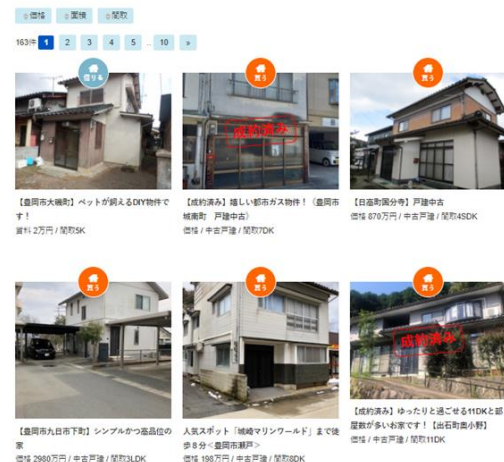 価格 面積 間取
163件 1 2 3 4 5 .. 10 »
借りる
買う
買う
成約済み
【豊岡市大磯町】ペットが飼えるDIY物件で
す！
賃料 2万円 / 間取5K
【成約済み】嬉しい都市ガス物件！（豊岡市
城南町 戸建中古）
価格 / 中古戸建 / 間取7DK
【日高町国分寺】戸建中古
価格 870万円 / 中古戸建 / 間取4SDK
買う
買う
買う
成約済み
【豊岡市九日市下町】シンプルかつ高品位の
家
価格 2980万円 / 中古戸建 / 間取3LDK
人気スポット「城崎マリンワールド」まで徒
歩８分＜豊岡市瀬戸＞
価格 198万円 / 中古戸建 / 間取8DK
【成約済み】ゆったりと過ごせる11DKと部
屋数が多いお家です！【出石町奥小野】
価格 / 中古戸建 / 間取11DK